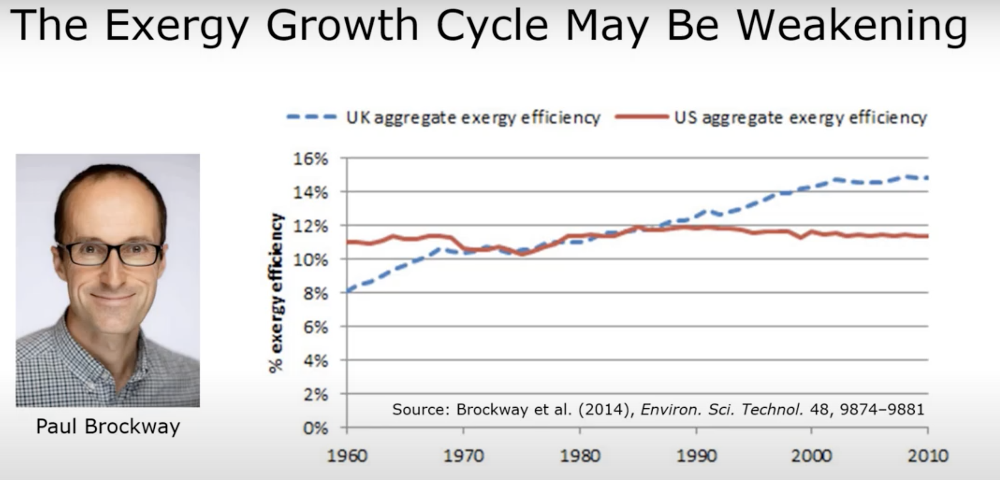 The Exergy Growth Cycle May Be Weakening
UK aggregate exergy efficiency US aggregate exergy efficiency
16%
14%
12%
10%
8%
6%
4%
2%
0%
% exergy efficiency
Source: Brockway et al. (2014), Environ. Sci. Technol. 48, 9874–9881
1960 1970 1980 1990 2000 2010
Paul Brockway